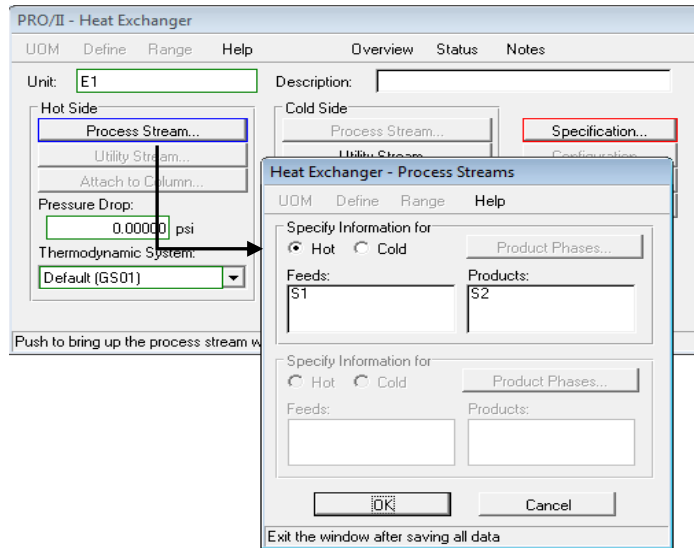 PRO/II - Heat Exchanger
UOM Define Range Help Overview Status Notes
Unit: E1 Description:
Hot Side Cold Side
Process Stream... Process Stream... Specification...
Utility Stream... Utility Stream... Configuration...
Attach to Column...
Pressure Drop:
0.00000 psi
Thermodynamic System:
Default (GS01)
Push to bring up the process stream w
Heat Exchanger - Process Streams
UOM Define Range Help
Specify Information for
Hot Cold Product Phases...
Feeds: Products:
S1 S2
Specify Information for
Hot Cold Product Phases...
Feeds: Products:
OK Cancel
Exit the window after saving all data